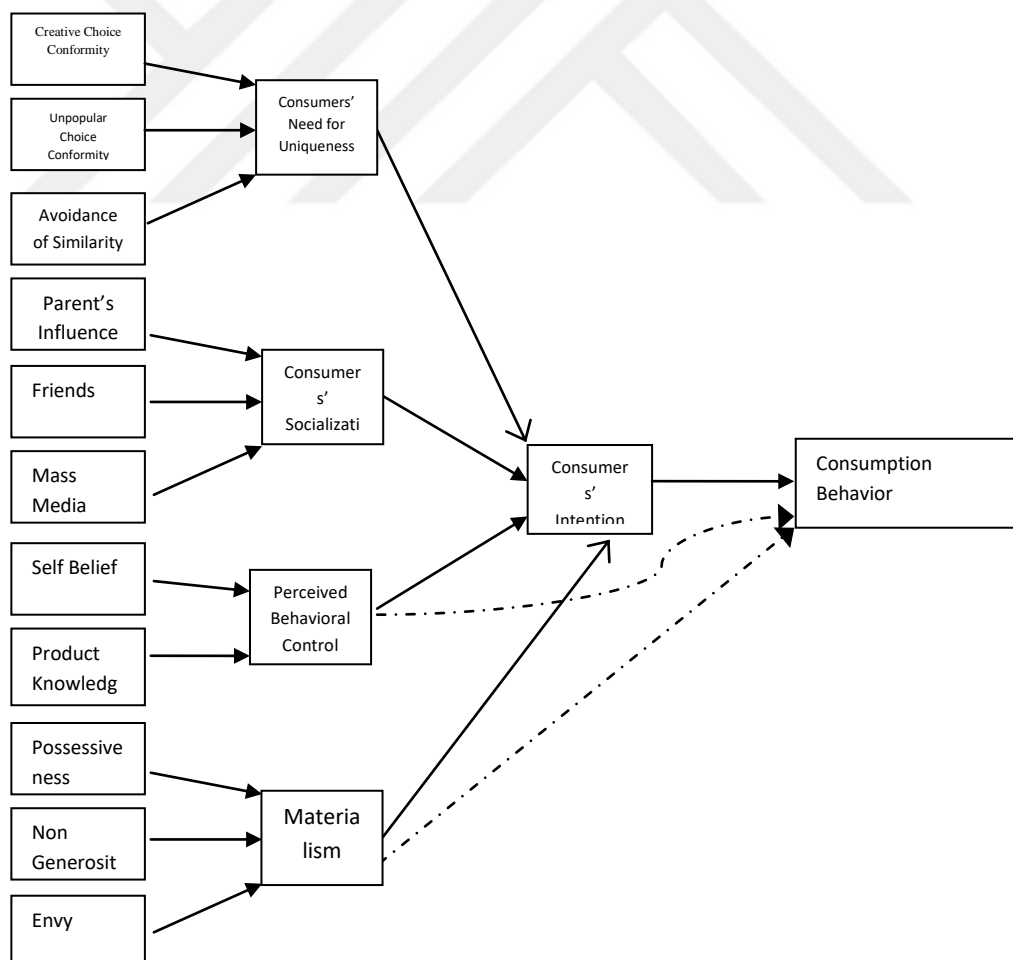 Creative Choice
Conformity
Unpopular
Choice
Conformity
Avoidance
of Similarity
Parent's
Influence
Friends
Mass
Media
Self Belief
Product
Knowledg
Possessive
ness
Non
Generosit
Envy
Consumers'
Need for
Uniqueness
Consumer
s'
Socializati
Perceived
Behavioral
Control
Materia
lism
Consumer
s'
Intention
Consumption
Behavior